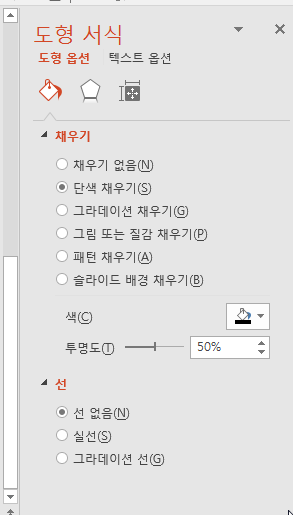 도형 서식
도형 옵션 텍스트 옵션
채우기
채우기 없음(N)
단색 채우기(S)
그라데이션 채우기(G)
그림 또는 질감 채우기(P)
패턴 채우기(A)
슬라이드 배경 채우기(B)
색(C)
투명도(T) 50%
선
선 없음(N)
실선(S)
그라데이션 선(G)